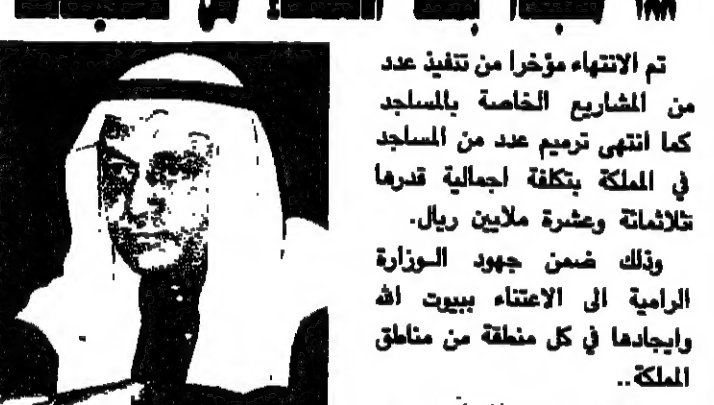 تم الانتهاء مؤخرا من تنفيذ عدد
من المشاريع الخاصة بالمساجد
كما انتهى ترميم عدد من المساجد
في المملكة بتكلفة اجمالية قدرها
ثلاثمائة وعشرة ملايين ريال.
وذلك ضمن جهود الوزارة
الرامية الى الاعتناء ببيوت الله
وايجادها في كل منطقة من مناطق
المملكة..